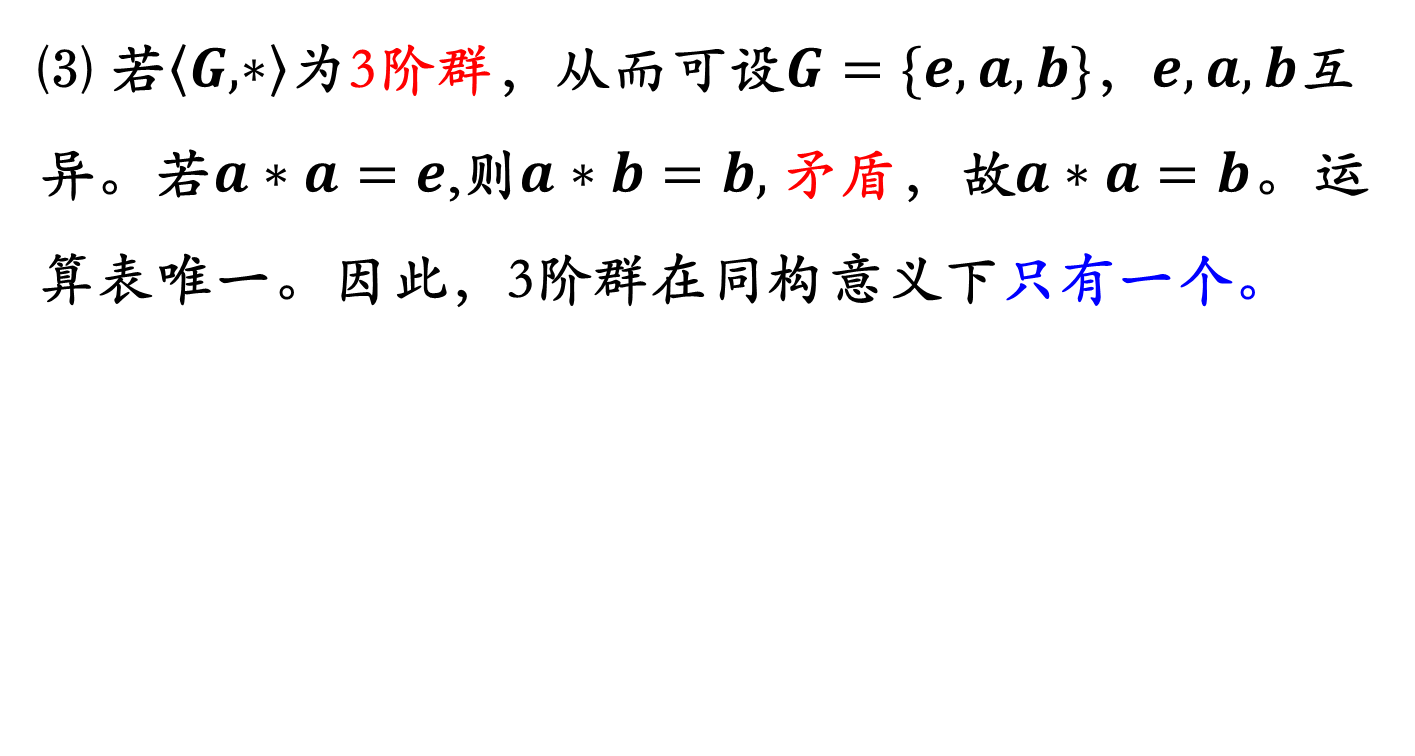 (3) 若⟨G,∗⟩为3阶群，从而可设G = {e, a, b}，e, a, b互
异。若a ∗ a = e,则a ∗ b = b, 矛盾，故a ∗ a = b。运
算表唯一。因此，3阶群在同构意义下只有一个。